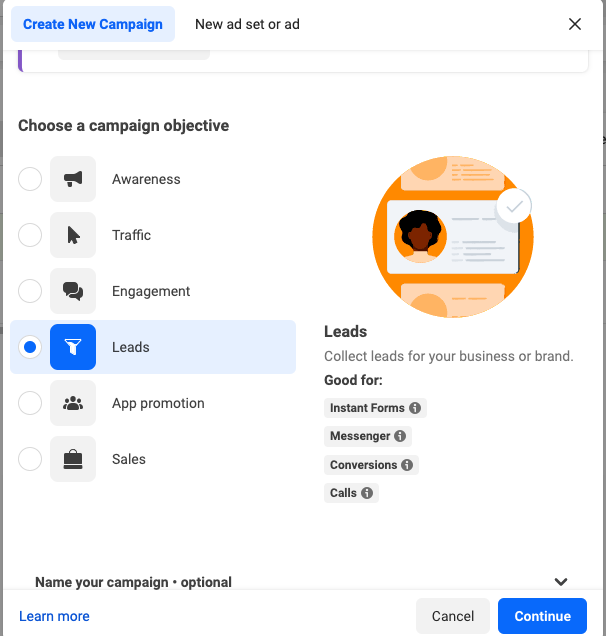 Create New Campaign
New ad set or ad
Choose a campaign objective
Awareness
Traffic
Engagement
Leads
App promotion
Sales
Leads
Collect leads for your business or brand.
Good for:
Instant Forms
Messenger
Conversions
Calls
Name your campaign • optional
Learn more
Cancel
Continue